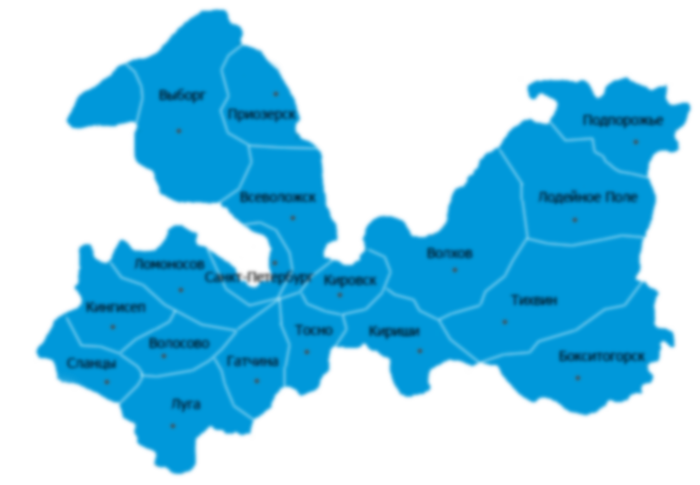 Выборг
Приозерск
Подпорожье
Всеволожск
Лодейное Поле
Волхов
Ломоносов
Санкт-Петербург
Кировск
Тихвин
Кингисеп
Тосно
Кириши
Волосово
Бокситогорск
Сланцы
Гатчина
Луга